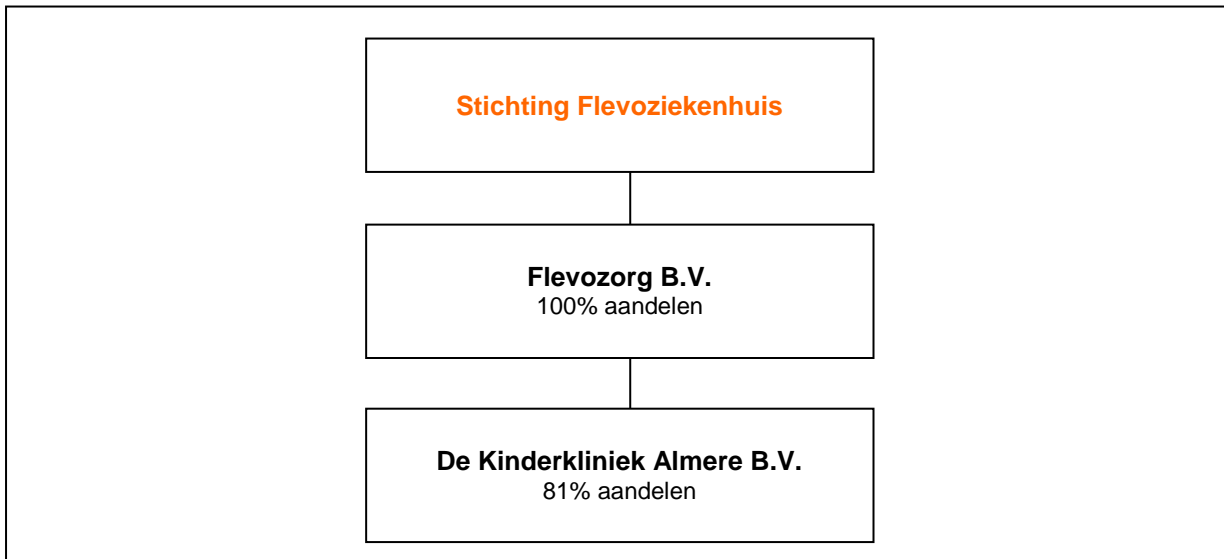 Stichting Flevoziekenhuis
Flevozorg B.V.
100% aandelen
De Kinderkliniek Almere B.V.
81% aandelen